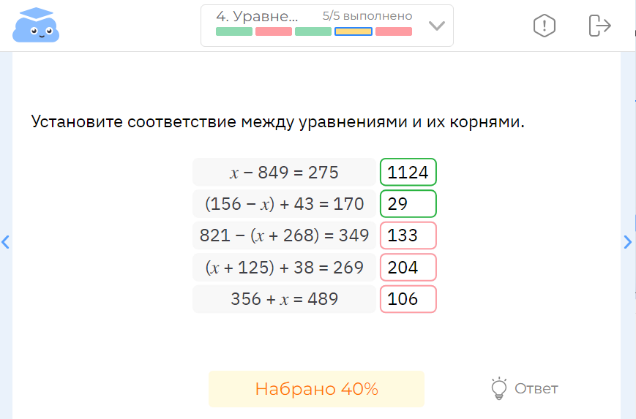 4. Уравне... 5/5 выполнено
Установите соответствие между уравнениями и их корнями.
x − 849 = 275 1124
(156 − x) + 43 = 170 29
821 − (x + 268) = 349 133
(x + 125) + 38 = 269 204
356 + x = 489 106
Набрано 40% Ответ